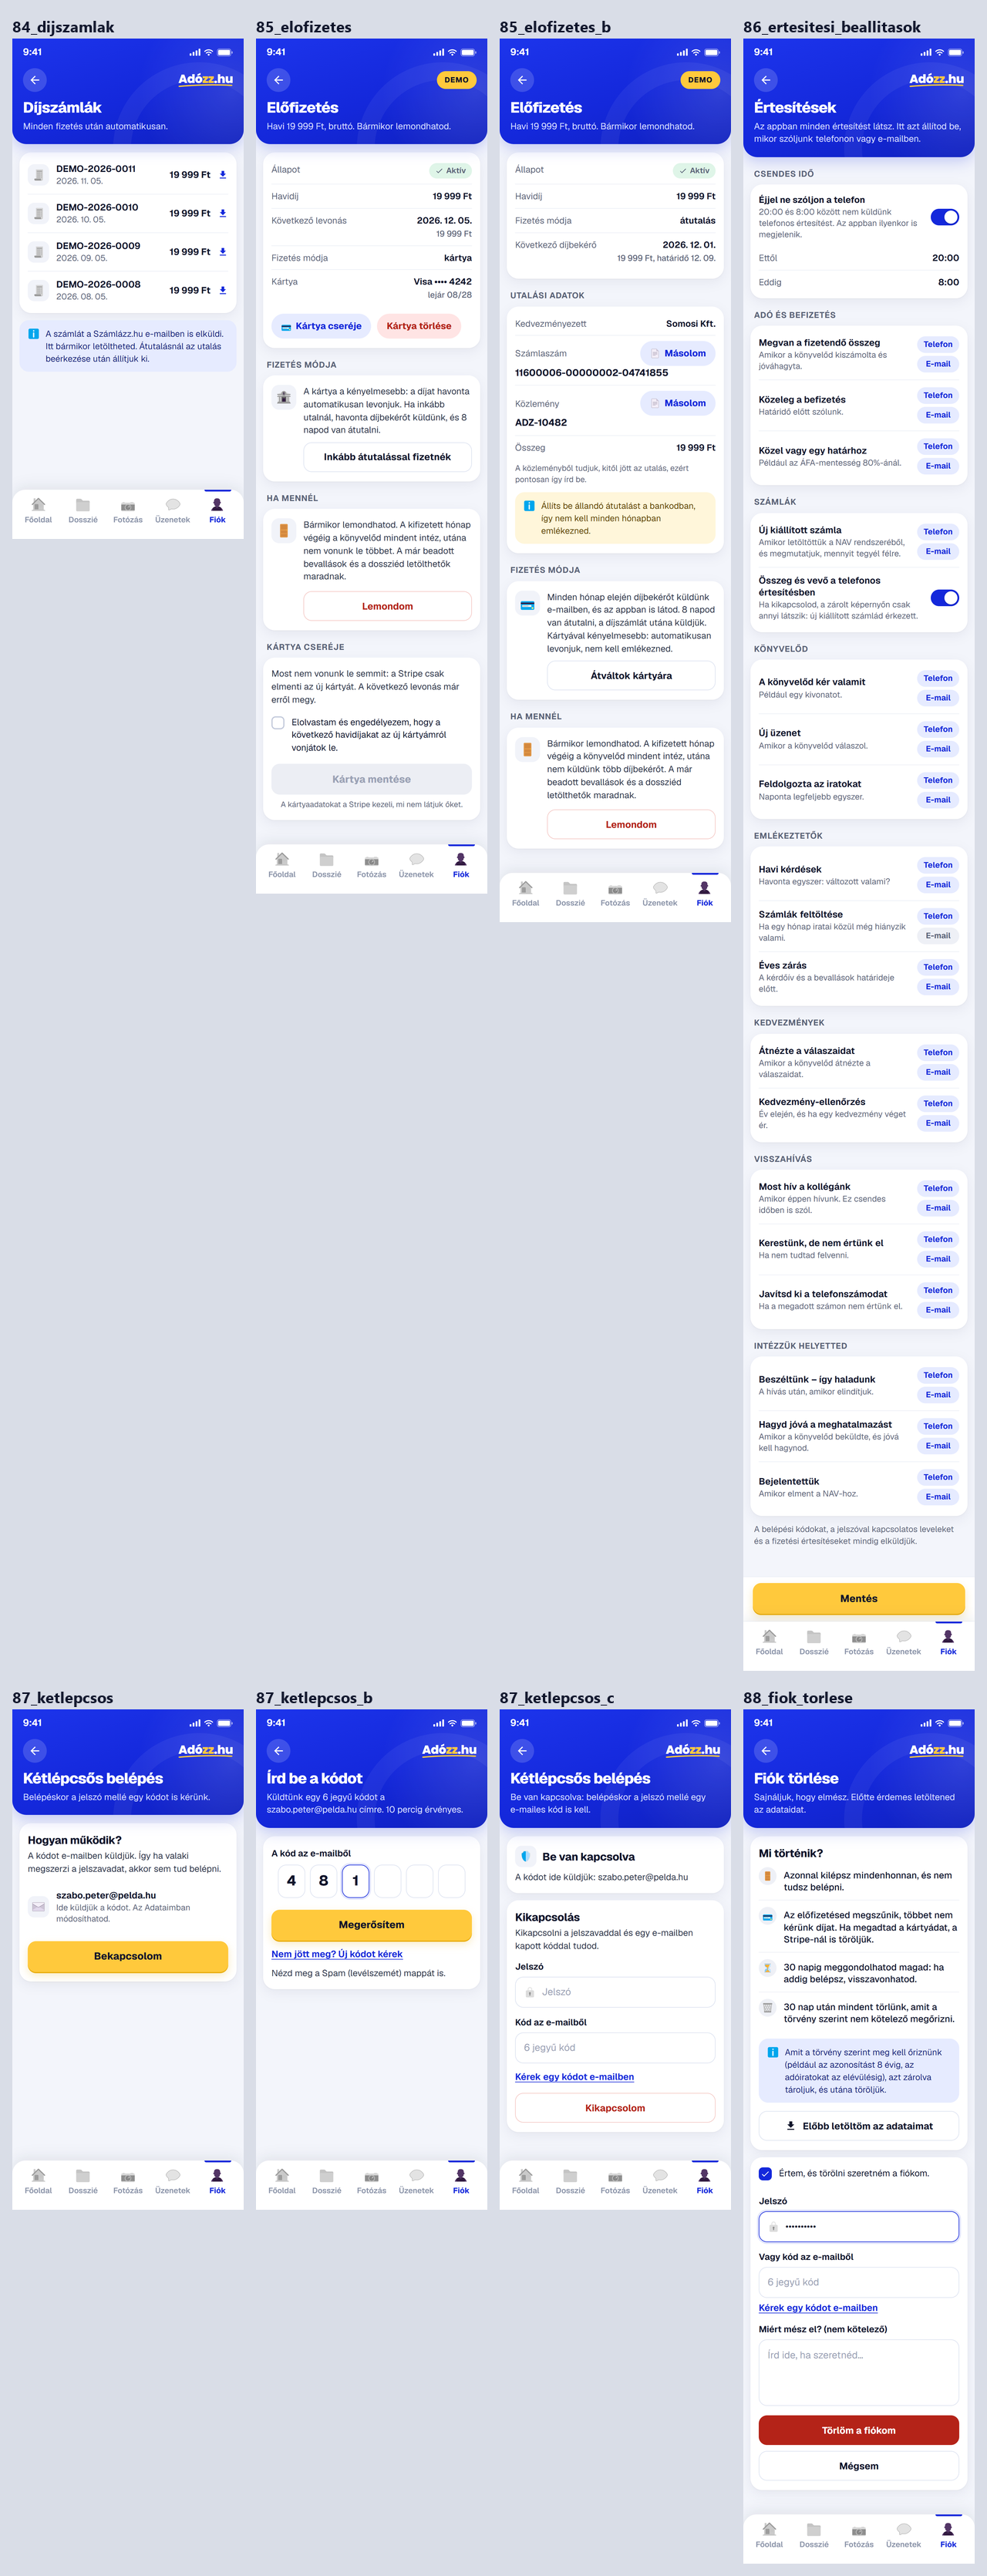 84_dijszamlak
9:41
Adózz.hu
Díjszámlák
Minden fizetés után automatikusan.
DEMO-2026-0011
2026. 11. 05.
19 999 Ft
DEMO-2026-0010
2026. 10. 05.
19 999 Ft
DEMO-2026-0009
2026. 09. 05.
19 999 Ft
DEMO-2026-0008
2026. 08. 05.
19 999 Ft
A számlát a Számlázz.hu e-mailben is elküldi.
Itt bármikor letöltheted. Átutalásnál az utalás
beérkezése után állítjuk ki.
Főoldal
Dosszié
Fotózás
Üzenetek
Fiók
85_elofizetes
9:41
DEMO
Előfizetés
Havi 19 999 Ft, bruttó. Bármikor lemondhatod.
Állapot
Aktív
Havidíj
19 999 Ft
Következő levonás
2026. 12. 05.
19 999 Ft
Fizetés módja
kártya
Kártya
Visa •••• 4242
lejár 08/28
Kártya cseréje
Kártya törlése
FIZETÉS MÓDJA
A kártya a kényelmesebb: a díjat havonta
automatikusan levonjuk. Ha inkább
utalnál, havonta díjbekérőt küldünk, és 8
napod van átutalni.
Inkább átutalással fizetnék
HA MENNÉL
Bármikor lemondhatod. A kifizetett hónap
végéig a könyvelőd mindent intéz, utána
nem vonunk le többet. A már beadott
bevallások és a dossziéd letölthetők
maradnak.
Lemondom
KÁRTYA CSERÉJE
Most nem vonunk le semmit: a Stripe csak
elmenti az új kártyát. A következő levonás már
erről megy.
Elolvastam és engedélyezem, hogy a
következő havidíjakat az új kártyámról
vonjátok le.
Kártya mentése
A kártyaadatokat a Stripe kezeli, mi nem látjuk őket.
Főoldal
Dosszié
Fotózás
Üzenetek
Fiók
85_elofizetes_b
9:41
DEMO
Előfizetés
Havi 19 999 Ft, bruttó. Bármikor lemondhatod.
Állapot
Aktív
Havidíj
19 999 Ft
Fizetés módja
átutalás
Következő díjbekérő
2026. 12. 01.
19 999 Ft, határidő 12. 09.
UTALÁSI ADATOK
Kedvezményezett
Somosi Kft.
Számlaszám
Másolom
11600006-00000002-04741855
Közlemény
Másolom
ADZ-10482
Összeg
19 999 Ft
A közleményből tudjuk, kitől jött az utalás, ezért
pontosan így írd be.
Állíts be állandó átutalást a bankodban,
így nem kell minden hónapban
emlékezned.
FIZETÉS MÓDJA
Minden hónap elején díjbekérőt küldünk
e-mailben, és az appban is látod. 8 napod
van átutalni, a díjszámlát utána küldjük.
Kártyával kényelmesebb: automatikusan
levonjuk, nem kell emlékezned.
Átváltok kártyára
HA MENNÉL
Bármikor lemondhatod. A kifizetett hónap
végéig a könyvelőd mindent intéz, utána
nem küldünk több díjbekérőt. A már
beadott bevallások és a dossziéd
letölthetők maradnak.
Lemondom
Főoldal
Dosszié
Fotózás
Üzenetek
Fiók
86_ertesitesi_beallitasok
9:41
Adózz.hu
Értesítések
Az appban minden értesítést látsz. Itt azt állítod be,
mikor szóljunk telefonon vagy e-mailben.
CSENDES IDŐ
Éjjel ne szóljon a telefon
20:00 és 8:00 között nem küldünk
telefonos értesítést. Az appban ilyenkor is
megjelenik.
Ettől
20:00
Eddig
8:00
ADÓ ÉS BEFIZETÉS
Megvan a fizetendő összeg
Amikor a könyvelőd kiszámolta és
jóváhagyta.
Telefon
E-mail
Közeleg a befizetés
Határidő előtt szólunk.
Telefon
E-mail
Közel vagy egy határhoz
Például az ÁFA-mentesség 80%-ánál.
Telefon
E-mail
SZÁMLÁK
Új kiállított számla
Amikor letöltöttük a NAV rendszeréből,
és megmutatjuk, mennyit tegyél félre.
Telefon
E-mail
Összeg és vevő a telefonos
értesítésben
Ha kikapcsolod, a zárolt képernyőn csak
annyi látszik: új kiállított számlád érkezett.
KÖNYVELŐD
A könyvelőd kér valamit
Például egy kivonatot.
Telefon
E-mail
Új üzenet
Amikor a könyvelőd válaszol.
Telefon
E-mail
Feldolgozta az iratokat
Naponta legfeljebb egyszer.
Telefon
E-mail
EMLÉKEZTETŐK
Havi kérdések
Havonta egyszer: változott valami?
Telefon
E-mail
Számlák feltöltése
Ha egy hónap iratai közül még hiányzik
valami.
Telefon
E-mail
Éves zárás
A kérdőív és a bevallások határideje
előtt.
Telefon
E-mail
KEDVEZMÉNYEK
Átnézte a válaszaidat
Amikor a könyvelőd átnézte a
válaszaidat.
Telefon
E-mail
Kedvezmény-ellenőrzés
Év elején, és ha egy kedvezmény véget
ér.
Telefon
E-mail
VISSZAHÍVÁS
Most hív a kollégánk
Amikor éppen hívunk. Ez csendes
időben is szól.
Telefon
E-mail
Kerestünk, de nem értünk el
Ha nem tudtad felvenni.
Telefon
E-mail
Javítsd ki a telefonszámodat
Ha a megadott számon nem értünk el.
Telefon
E-mail
INTÉZZÜK HELYETTED
Beszéltünk – így haladunk
A hívás után, amikor elindítjuk.
Telefon
E-mail
Hagyd jóvá a meghatalmazást
Amikor a könyvelőd beküldte, és jóvá
kell hagynod.
Telefon
E-mail
Bejelentettük
Amikor elment a NAV-hoz.
Telefon
E-mail
A belépési kódokat, a jelszóval kapcsolatos leveleket
és a fizetési értesítéseket mindig elküldjük.
Mentés
Főoldal
Dosszié
Fotózás
Üzenetek
Fiók
87_ketlepcsos
9:41
Adózz.hu
Kétlépcsős belépés
Belépéskor a jelszó mellé egy kódot is kérünk.
Hogyan működik?
A kódot e-mailben küldjük. Így ha valaki
megszerzi a jelszavadat, akkor sem tud belépni.
szabo.peter@pelda.hu
Ide küldjük a kódot. Az Adataimban
módosíthatod.
Bekapcsolom
Főoldal
Dosszié
Fotózás
Üzenetek
Fiók
87_ketlepcsos_b
9:41
Adózz.hu
Írd be a kódot
Küldtünk egy 6 jegyű kódot a
szabo.peter@pelda.hu címre. 10 percig érvényes.
A kód az e-mailből
4 8 1
Megerősítem
Nem jött meg? Új kódot kérek
Nézd meg a Spam (levélszemét) mappát is.
Főoldal
Dosszié
Fotózás
Üzenetek
Fiók
87_ketlepcsos_c
9:41
Adózz.hu
Kétlépcsős belépés
Be van kapcsolva: belépéskor a jelszó mellé egy
e-mailes kód is kell.
Be van kapcsolva
A kódot ide küldjük: szabo.peter@pelda.hu
Kikapcsolás
Kikapcsolni a jelszavaddal és egy e-mailben
kapott kóddal tudod.
Jelszó
Jelszó
Kód az e-mailből
6 jegyű kód
Kérek egy kódot e-mailben
Kikapcsolom
Főoldal
Dosszié
Fotózás
Üzenetek
Fiók
88_fiok_torlese
9:41
Adózz.hu
Fiók törlése
Sajnáljuk, hogy elmész. Előtte érdemes letöltened
az adataidat.
Mi történik?
Azonnal kilépsz mindenhonnan, és nem
tudsz belépni.
Az előfizetésed megszűnik, többet nem
kérünk díjat. Ha megadtad a kártyádat, a
Stripe-nál is töröljük.
30 napig meggondolhatod magad: ha
addig belépsz, visszavonhatod.
30 nap után mindent törlünk, amit a
törvény szerint nem kötelező megőrizni.
Amit a törvény szerint meg kell őriznünk
(például az azonosítást 8 évig, az
adóiratokat az elévülésig), azt zárolva
tároljuk, és utána töröljük.
Előbb letöltöm az adataimat
Értem, és törölni szeretném a fiókom.
Jelszó
••••••••••
Vagy kód az e-mailből
6 jegyű kód
Kérek egy kódot e-mailben
Miért mész el? (nem kötelező)
Írd ide, ha szeretnéd...
Törlöm a fiókom
Mégsem
Főoldal
Dosszié
Fotózás
Üzenetek
Fiók